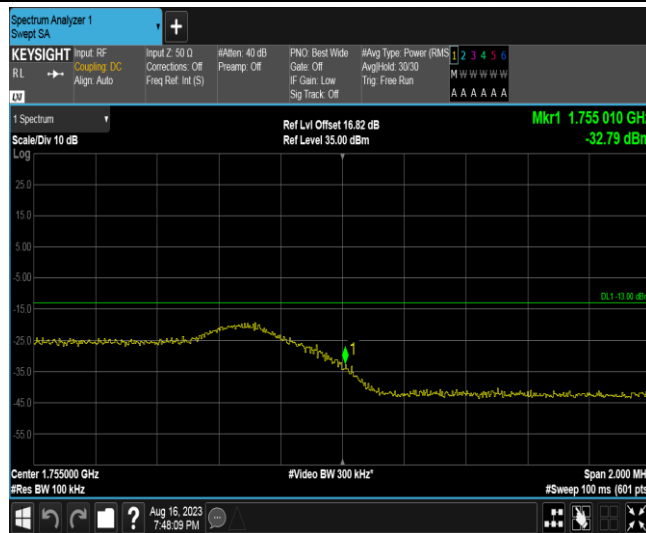 Spectrum Analyzer 1
Swept SA
+
KEYSIGHT
RL
LXI
Input: RF
Coupling: DC
Align: Auto
Input Z: 50 Ω
Corrections: Off
Freq Ref: Int (S)
#Atten: 40 dB
Preamp: Off
PNO: Best Wide
Gate: Off
IF Gain: Low
Sig Track: Off
#Avg Type: Power (RMS
Avg|Hold: 30/30
Trig: Free Run
1 2 3 4 5 6
M W W W W W
A A A A A A
1 Spectrum
Scale/Div 10 dB
Ref Lvl Offset 16.82 dB
Ref Level 35.00 dBm
Mkr1 1.755 010 GHz
-32.79 dBm
Log
25.0
15.0
5.00
-5.00
DL1 -13.00 dBm
-15.0
-25.0
1
-35.0
-45.0
-55.0
Center 1.755000 GHz
#Res BW 100 kHz
#Video BW 300 kHz*
Span 2.000 MH
#Sweep 100 ms (601 pts
?
Aug 16, 2023
7:48:09 PM